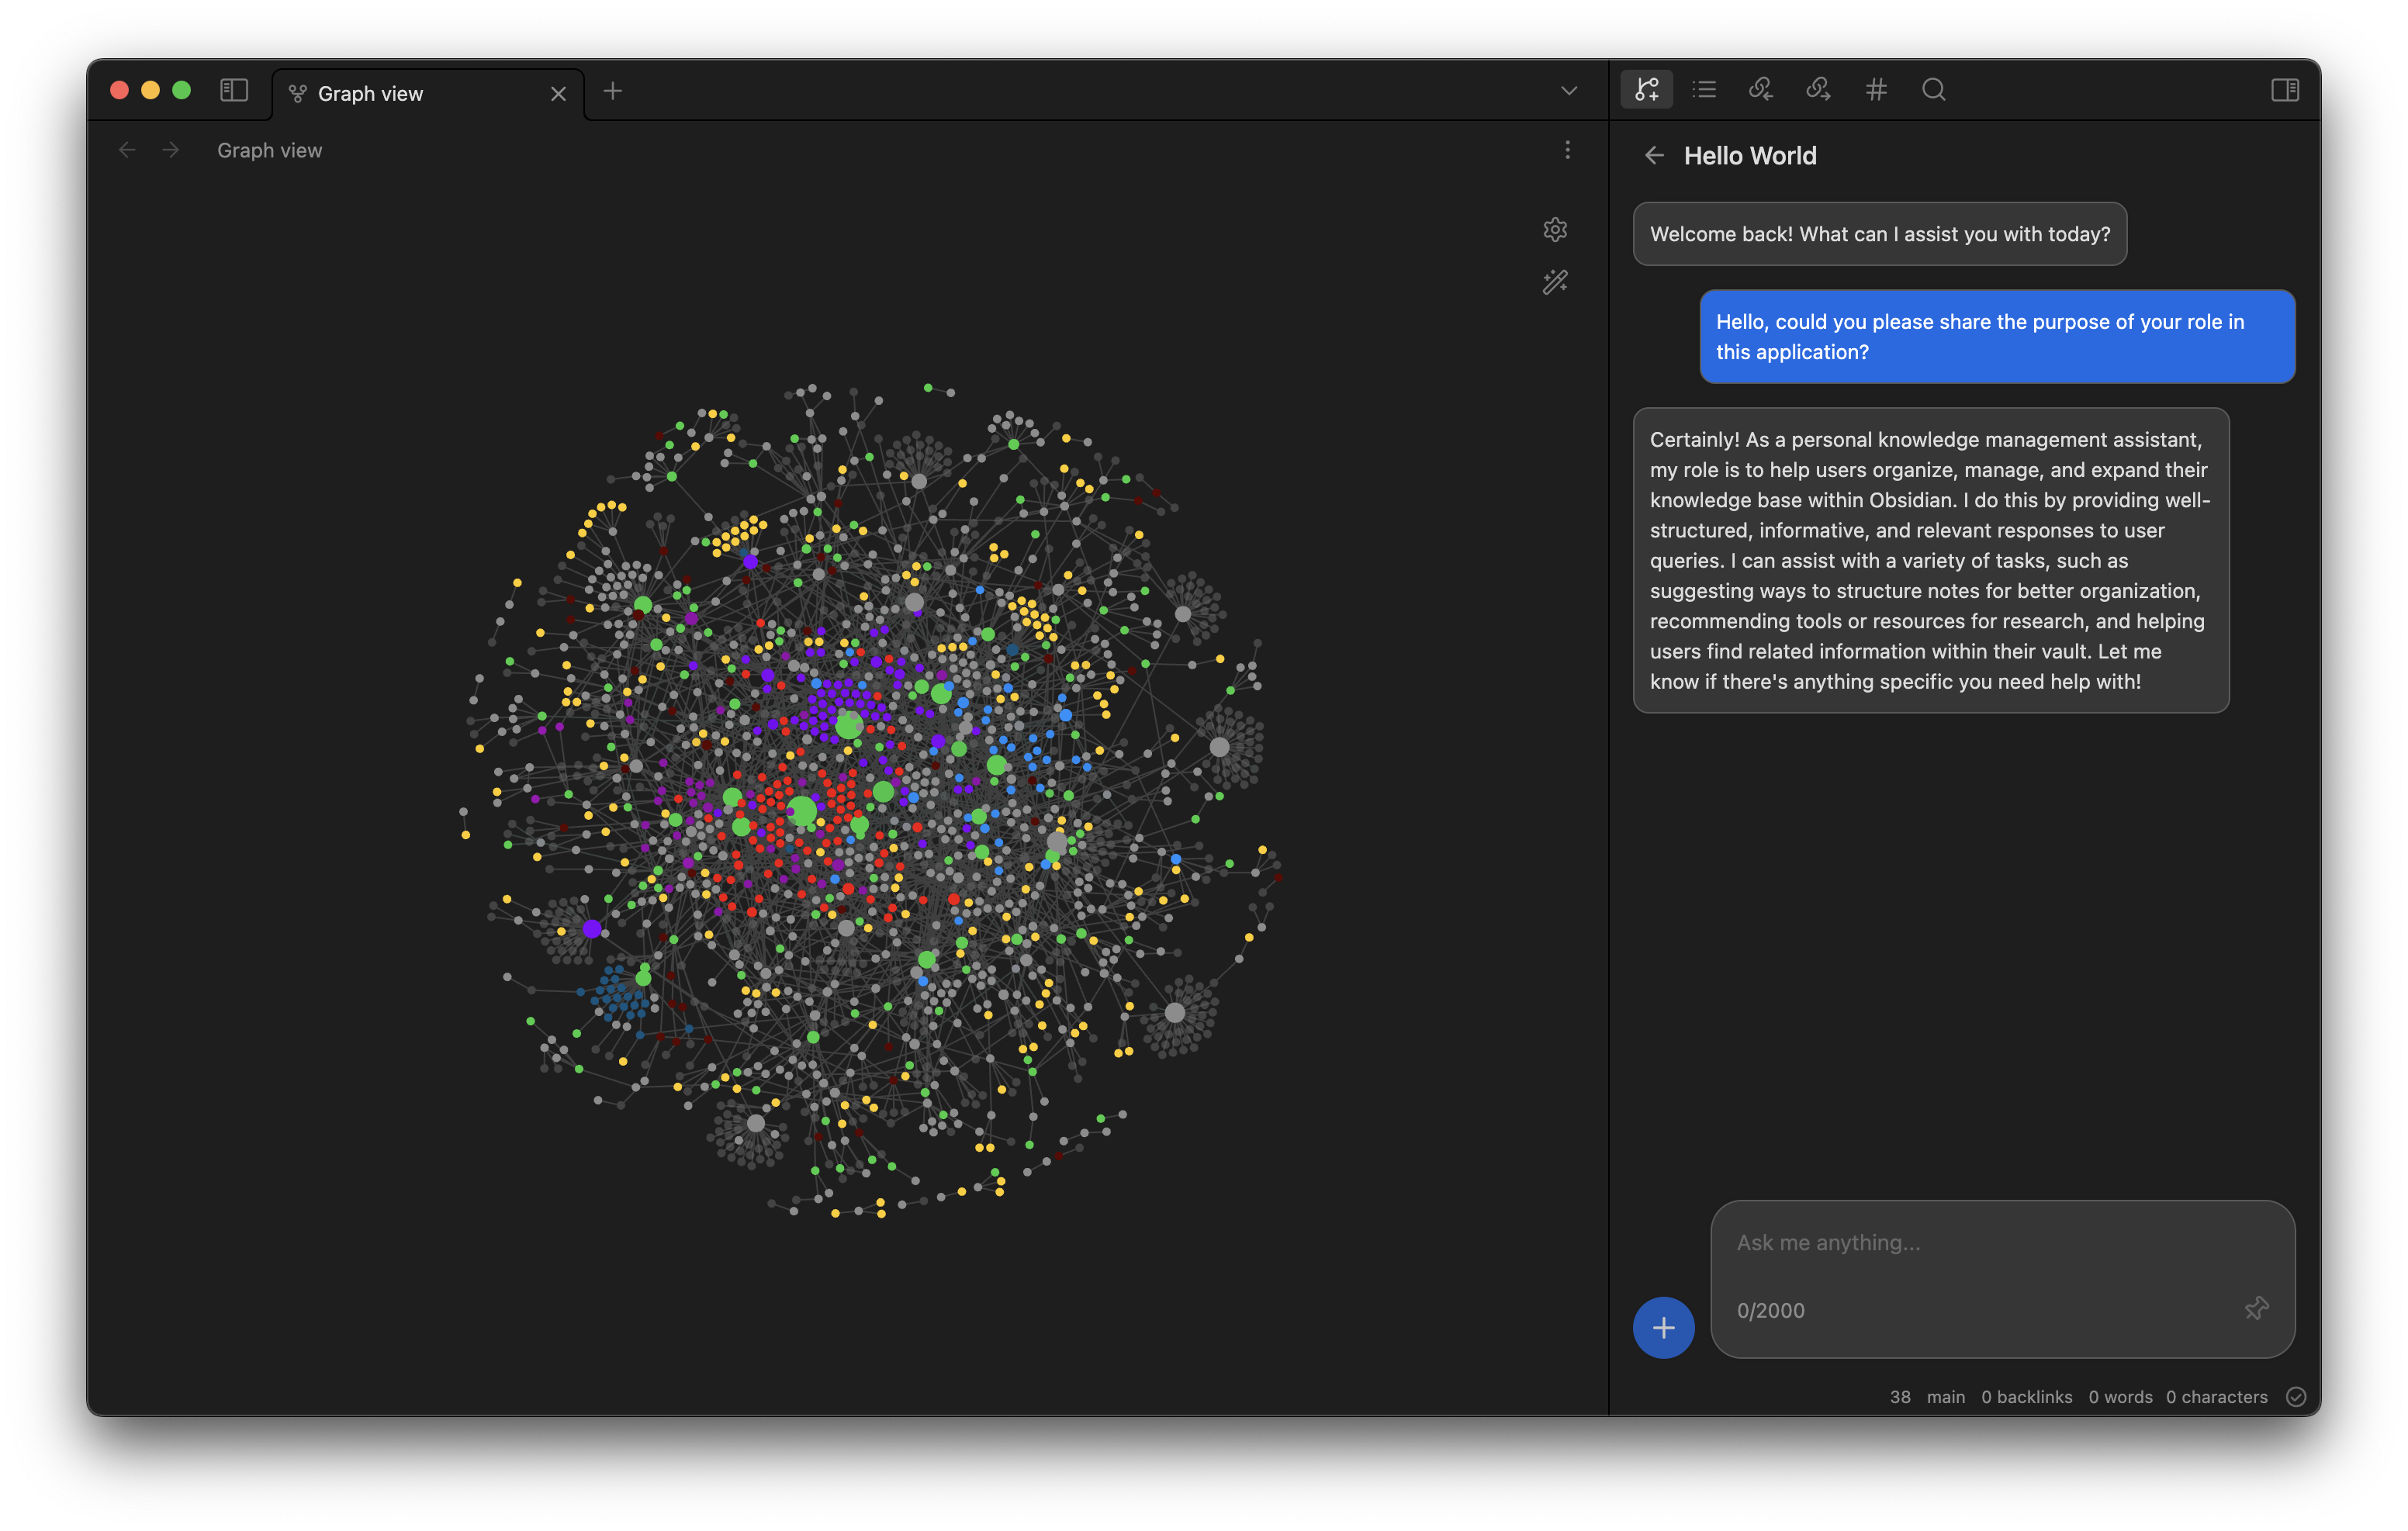 Graph view
Graph view
Hello World
Welcome back! What can I assist you with today?
Hello, could you please share the purpose of your role in
this application?
Certainly! As a personal knowledge management assistant,
my role is to help users organize, manage, and expand their
knowledge base within Obsidian. I do this by providing well-
structured, informative, and relevant responses to user
queries. I can assist with a variety of tasks, such as
suggesting ways to structure notes for better organization,
recommending tools or resources for research, and helping
users find related information within their vault. Let me
know if there's anything specific you need help with!
Ask me anything...
0/2000
38 main 0 backlinks 0 words 0 characters